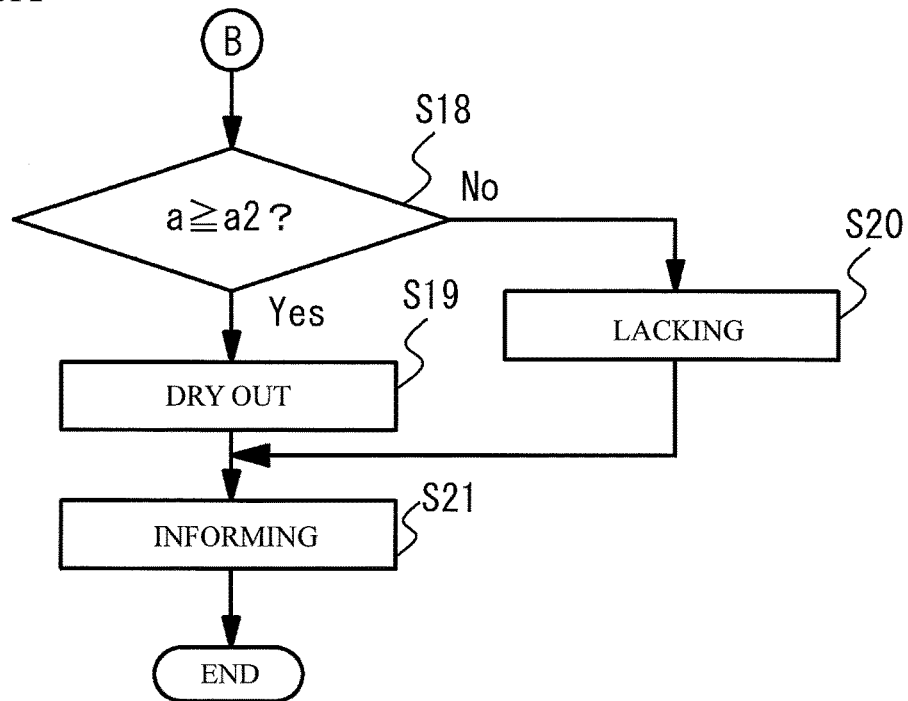 B
S18
a≧a2?
No
S20
Yes
S19
LACKING
DRY OUT
S21
INFORMING
END